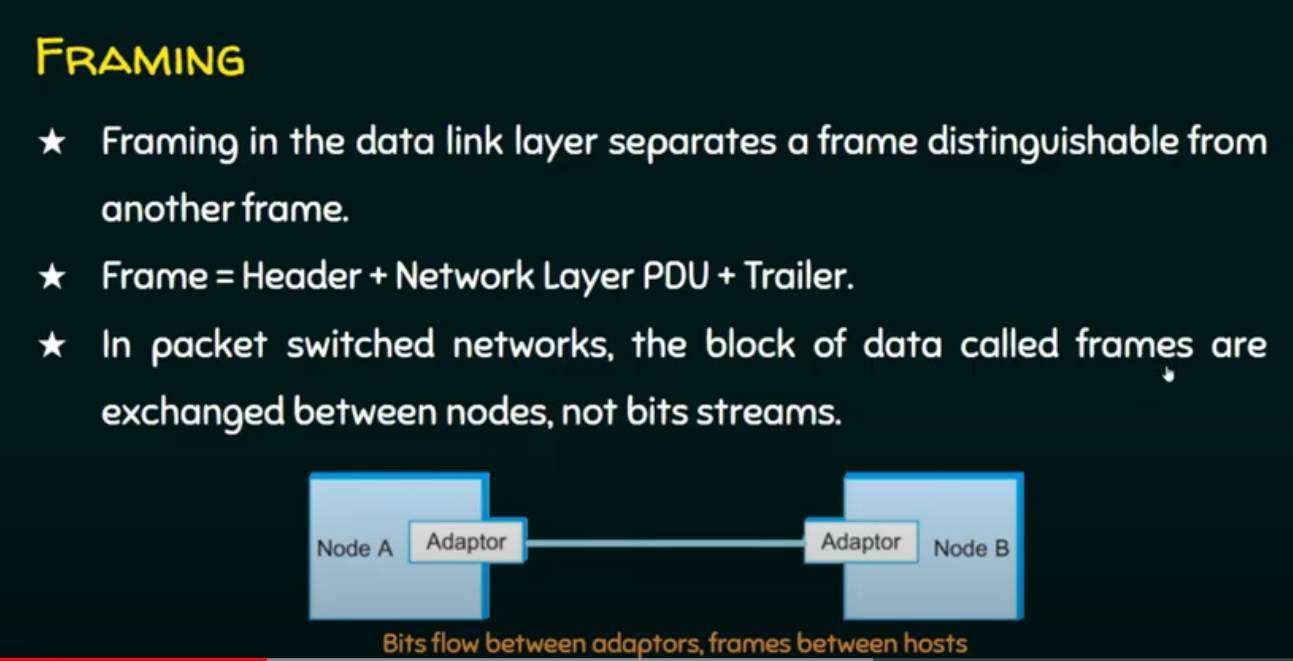 FRAMING
★ Framing in the data link layer separates a frame distinguishable from
another frame.
★ Frame = Header + Network Layer PDU + Trailer.
★ In packet switched networks, the block of data called frames are
exchanged between nodes, not bits streams.
Node A
Adaptor
Adaptor
Node B
Bits flow between adaptors, frames between hosts